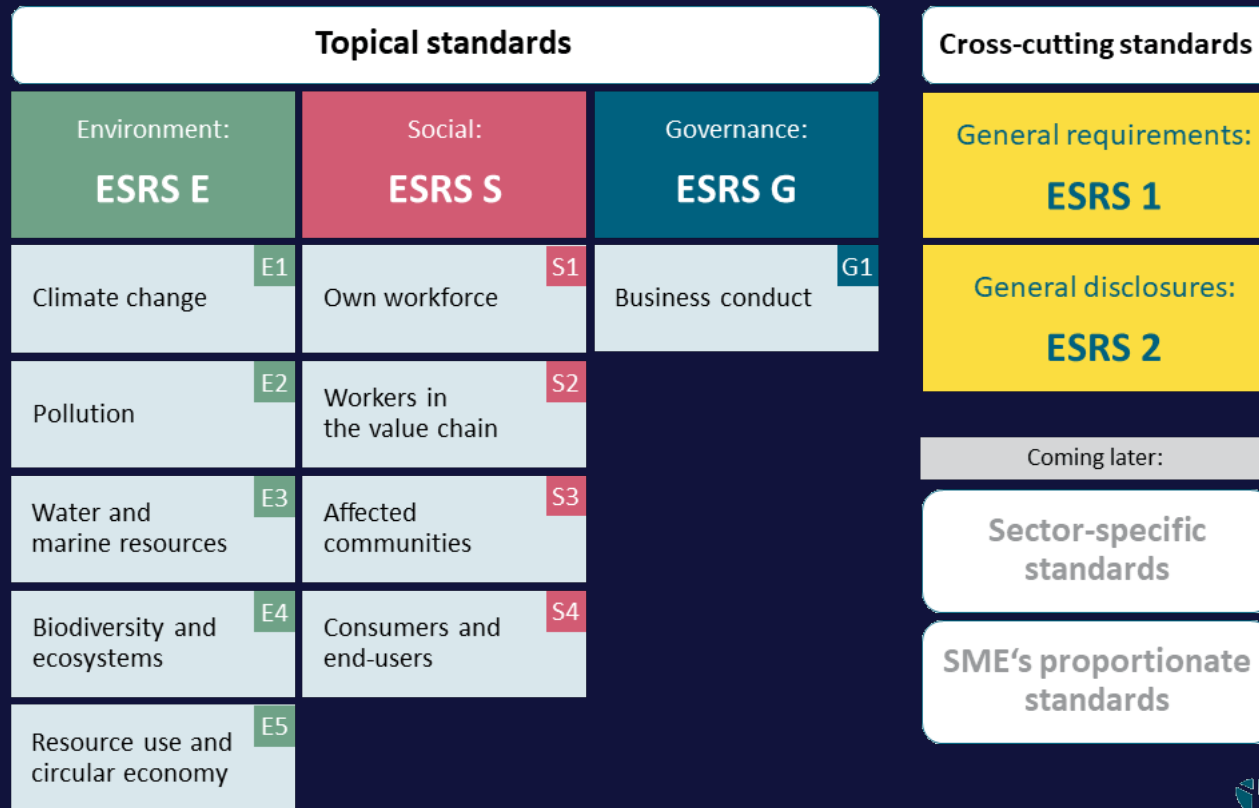 Topical standards
Environment:
ESRS E
E1
Climate change
E2
Pollution
E3
Water and
marine resources
E4
Biodiversity and
ecosystems
E5
Resource use and
circular economy
Social:
ESRS S
S1
Own workforce
S2
Workers in
the value chain
S3
Affected
communities
S4
Consumers and
end-users
Governance:
ESRS G
G1
Business conduct
Cross-cutting standards
General requirements:
ESRS 1
General disclosures:
ESRS 2
Coming later:
Sector-specific
standards
SME‘s proportionate
standards